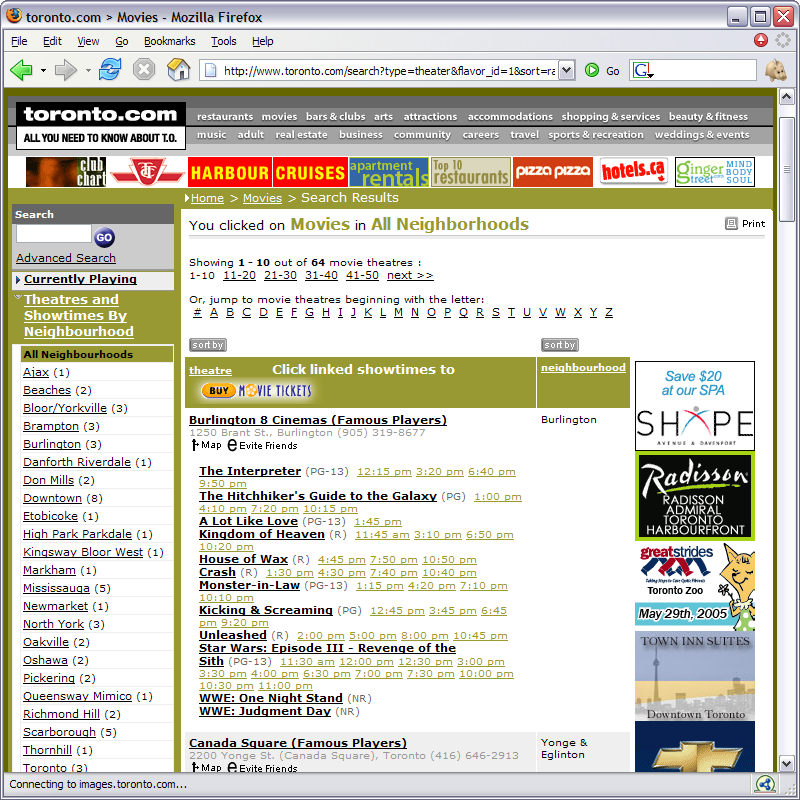 toronto.com > Movies - Mozilla Firefox
File Edit View Go Bookmarks Tools Help
http://www.toronto.com/search?type=theater&flavor_id=1&sort=ra
Go
G
toronto.com
ALL YOU NEED TO KNOW ABOUT T.O.
restaurants movies bars & clubs arts attractions accommodations shopping & services beauty & fitness
music adult real estate business community careers travel sports & recreation weddings & events
club chart
TTC
HARBOUR CRUISES
apartment rentals
Top 10 restaurants
pizza pizza
hotels.ca
ginger street.com MIND BODY SOUL
Home > Movies > Search Results
Search
GO
Advanced Search
Currently Playing
Theatres and
Showtimes By
Neighbourhood
All Neighbourhoods
Ajax (1)
Beaches (2)
Bloor/Yorkville (3)
Brampton (3)
Burlington (3)
Danforth Riverdale (1)
Don Mills (2)
Downtown (8)
Etobicoke (1)
High Park Parkdale (1)
Kingsway Bloor West (1)
Markham (1)
Mississauga (5)
Newmarket (1)
North York (3)
Oakville (2)
Oshawa (2)
Pickering (2)
Queensway Mimico (1)
Richmond Hill (2)
Scarborough (5)
Thornhill (1)
Toronto (3)
You clicked on Movies in All Neighborhoods
Print
Showing 1 - 10 out of 64 movie theatres :
1-10 11-20 21-30 31-40 41-50 next >>
Or, jump to movie theatres beginning with the letter:
# A B C D E F G H I J K L M N O P Q R S T U V W X Y Z
sort by
sort by
theatre Click linked showtimes to
BUY MOVIE TICKETS
neighbourhood
Burlington 8 Cinemas (Famous Players)
Burlington
1250 Brant St., Burlington (905) 319-8677
Map Evite Friends
The Interpreter (PG-13) 12:15 pm 3:20 pm 6:40 pm
9:50 pm
The Hitchhiker's Guide to the Galaxy (PG) 1:00 pm
4:10 pm 7:20 pm 10:15 pm
A Lot Like Love (PG-13) 1:45 pm
Kingdom of Heaven (R) 11:45 am 3:10 pm 6:50 pm
10:20 pm
House of Wax (R) 4:45 pm 7:50 pm 10:50 pm
Crash (R) 1:30 pm 4:30 pm 7:40 pm 10:40 pm
Monster-in-Law (PG-13) 1:15 pm 4:20 pm 7:10 pm
10:10 pm
Kicking & Screaming (PG) 12:45 pm 3:45 pm 6:45
pm 9:20 pm
Unleashed (R) 2:00 pm 5:00 pm 8:00 pm 10:45 pm
Star Wars: Episode III - Revenge of the
Sith (PG-13) 11:30 am 12:00 pm 12:30 pm 3:00 pm
3:30 pm 4:00 pm 6:30 pm 7:00 pm 7:30 pm 10:00 pm
10:30 pm 11:00 pm
WWE: One Night Stand (NR)
WWE: Judgment Day (NR)
Canada Square (Famous Players)
Yonge &
Eglinton
2200 Yonge St. (Canada Square), Toronto (416) 646-2913
Map Evite Friends
Save $20
at our SPA
SHAPE
AVENUE & DAVENPORT
Radisson
RADISSON
ADMIRAL
TORONTO
HARBOURFRONT
greatstrides
Taking Steps to Cure Cystic Fibrosis
Toronto Zoo
May 29th, 2005
TOWN INN SUITES
Downtown Toronto
Connecting to images.toronto.com...